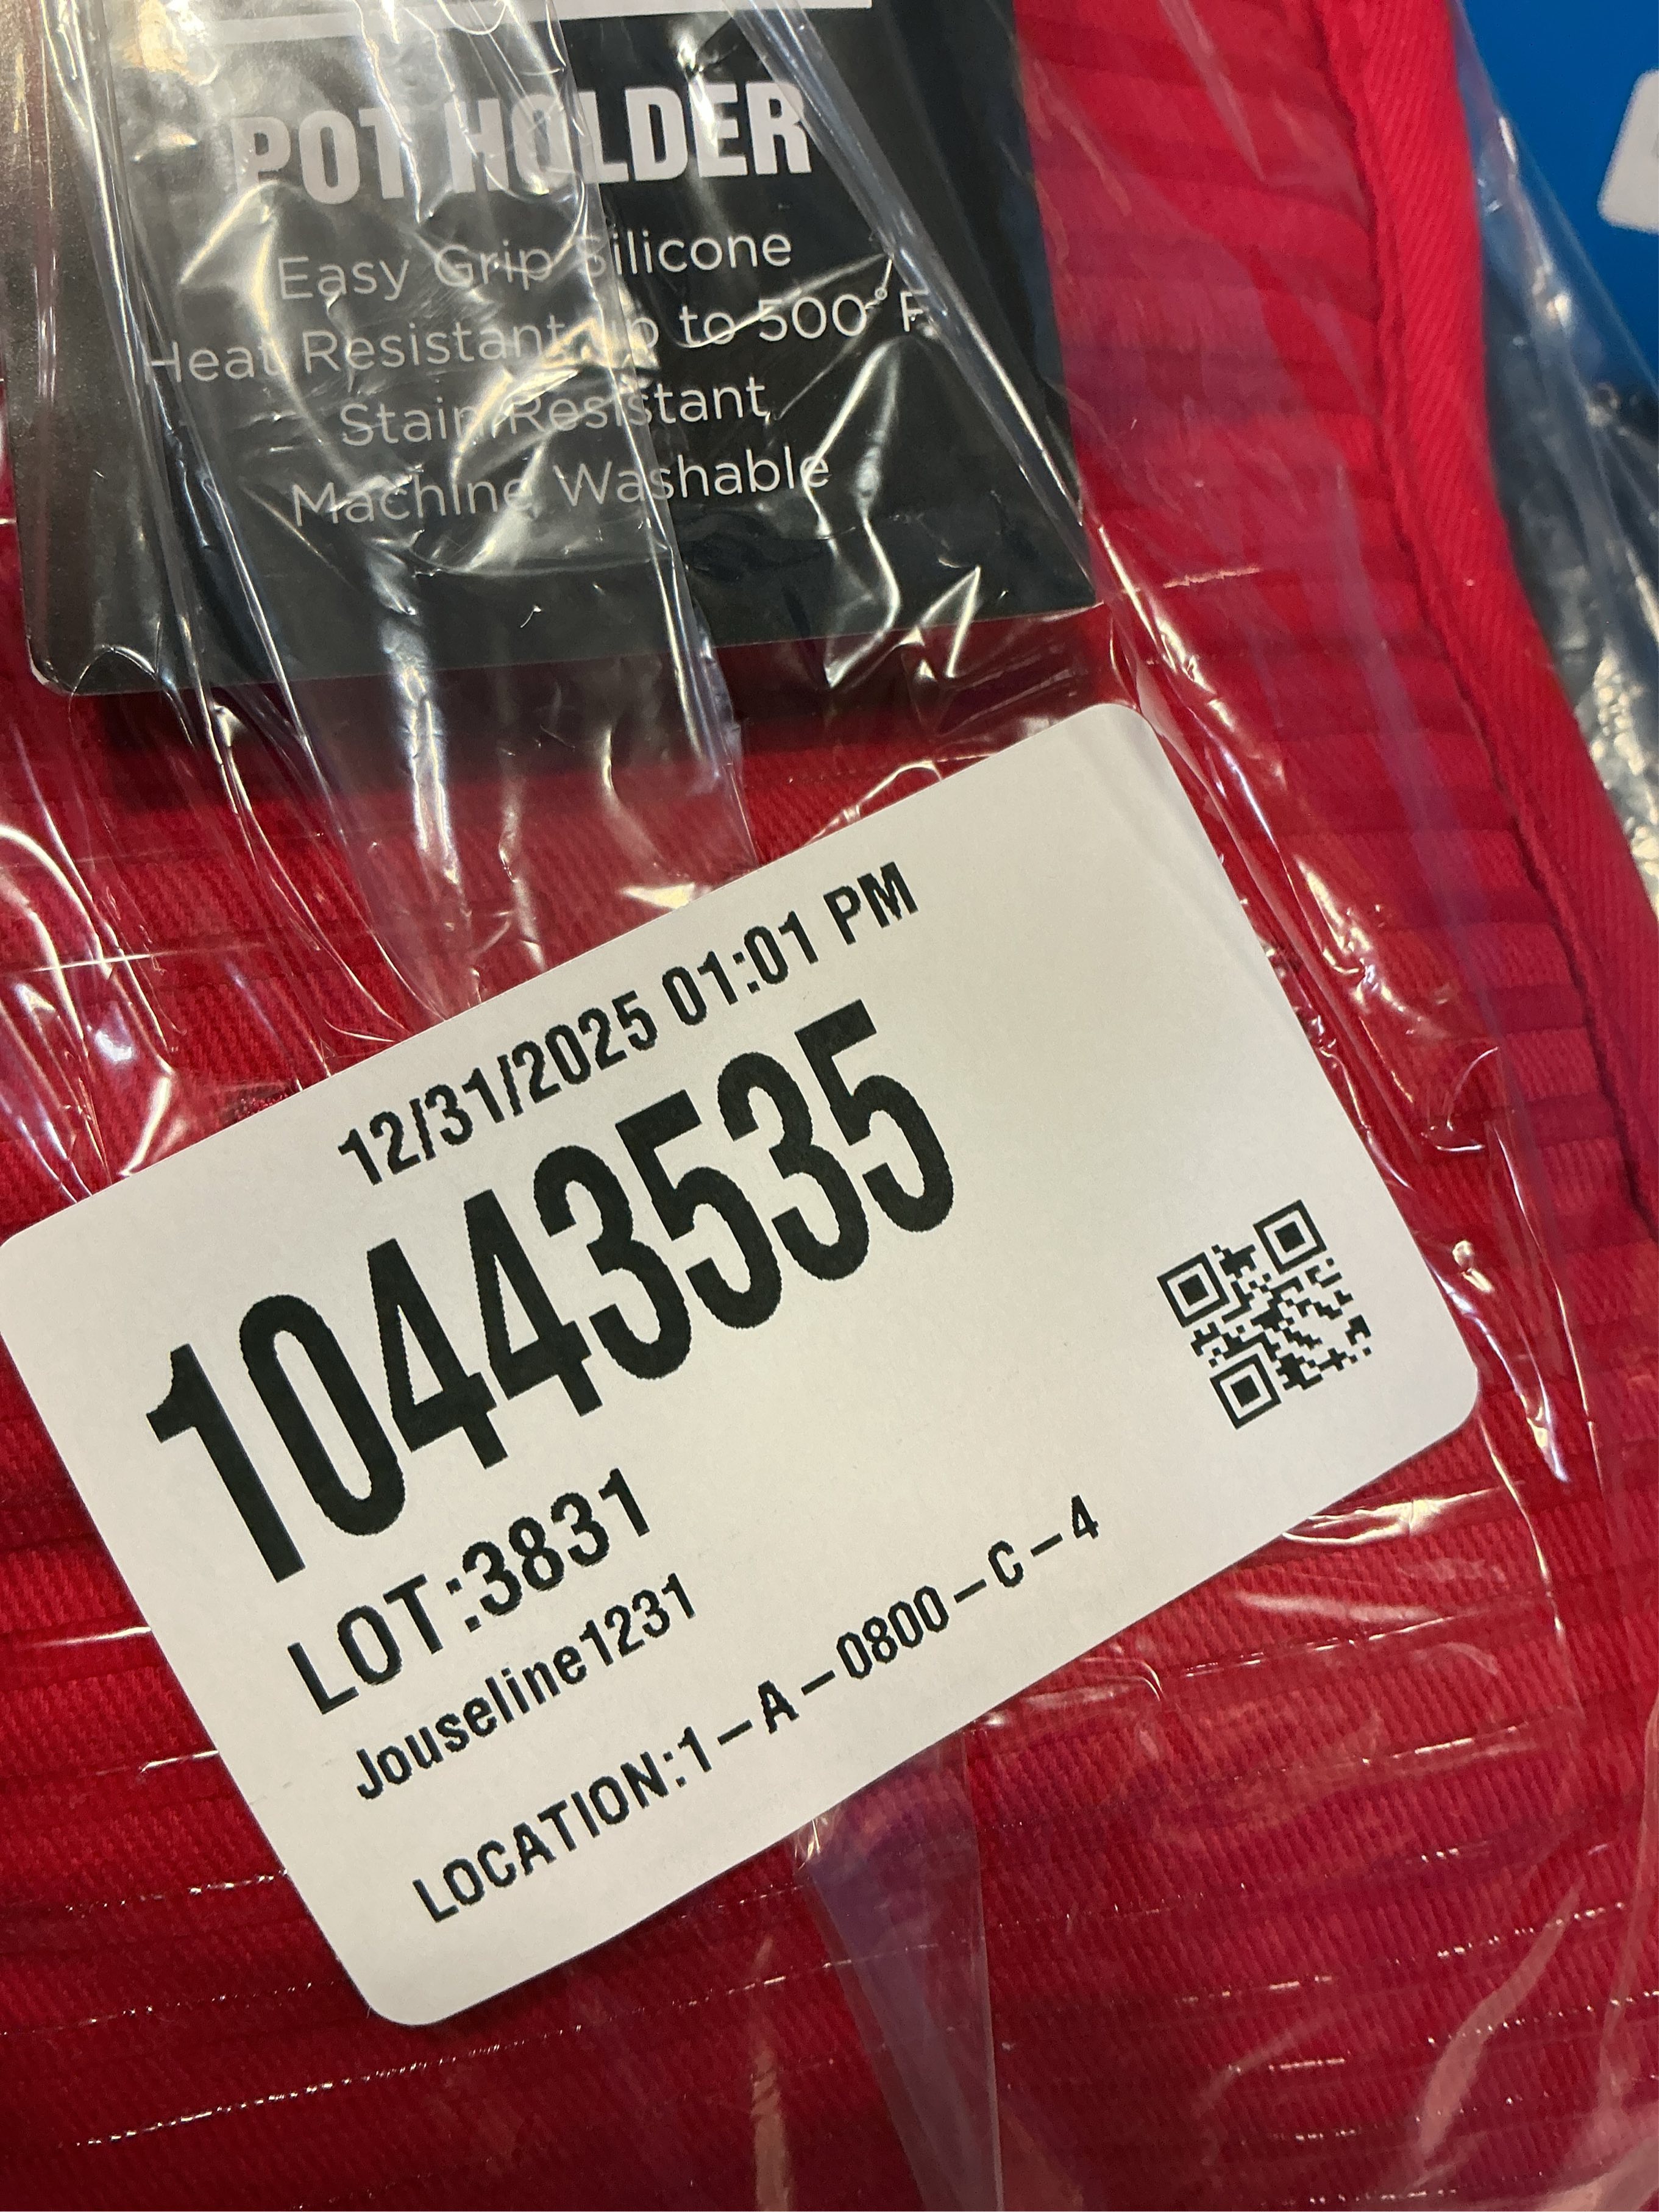 POT HOLDER
Easy Grip Silicone
Heat Resistant up to 500°F
Stain Resistant
Machine Washable
12/31/2025 01:01 PM
10443535
LOT:3831
Jouseline1231
LOCATION:1-A-0800-C-4